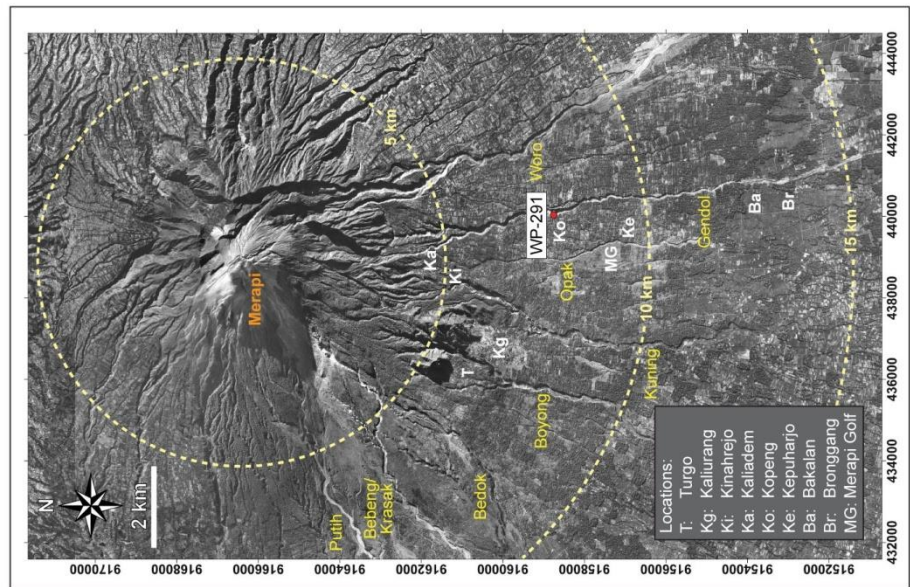 N
2 km
Merapi
5 km
10 km
15 km
Putih
Bebeng/
Krasak
Bedok
Boyong
Kuning
Opak
Gendol
Woro
WP-291
T
Kg
Ki
Ka
Ko
MG
Ke
Ba
Br
Locations:
T: Turgo
Kg: Kaliurang
Ki: Kinahrejo
Ka: Kaliadem
Ko: Kopeng
Ke: Kepuharjo
Ba: Bakalan
Br: Bronggang
MG: Merapi Golf
9170000
9168000
9166000
9164000
9162000
9160000
9158000
9156000
9154000
9152000
432000
434000
436000
438000
440000
442000
444000